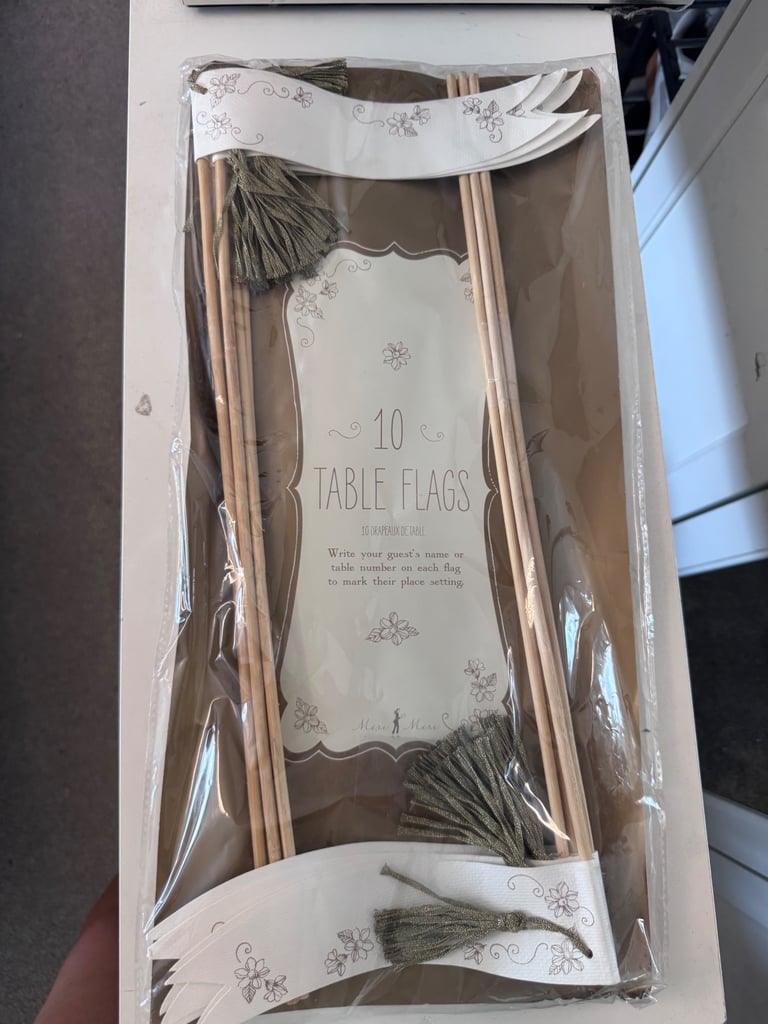 10
TABLE FLAGS
10 DRAPEAUX DE TABLE
Write your guest's name or
table number on each flag
to mark their place setting.
Meri Meri